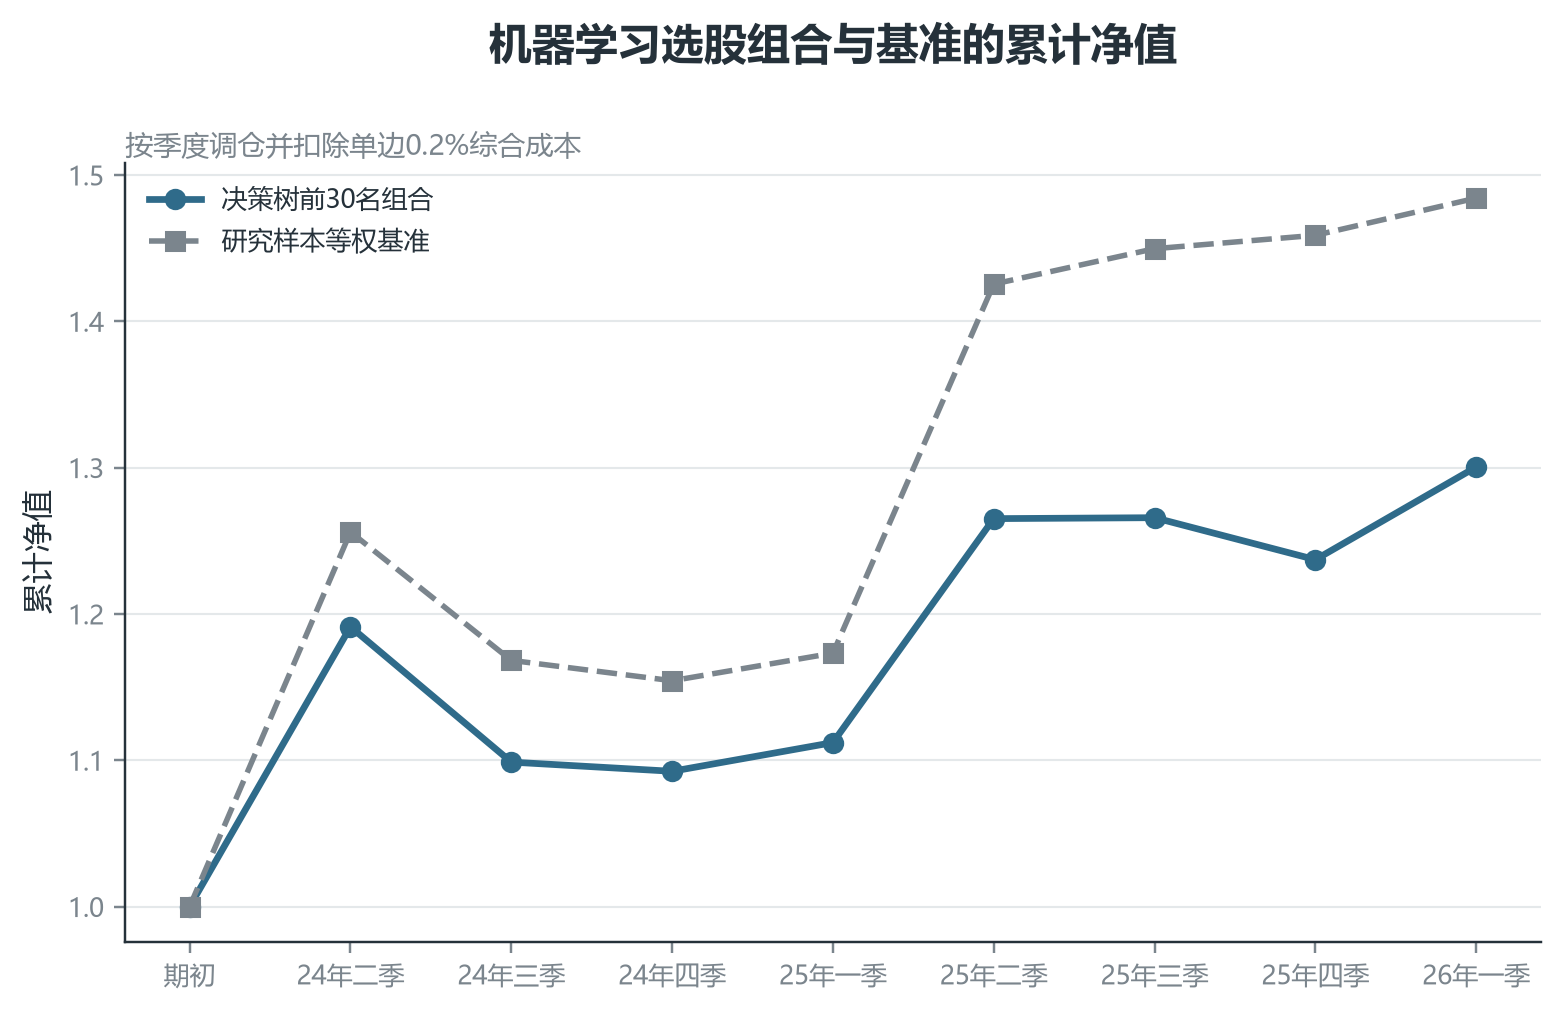 机器学习选股组合与基准的累计净值
按季度调仓并扣除单边0.2%综合成本
决策树前30名组合
研究样本等权基准
累计净值
1.5
1.4
1.3
1.2
1.1
1.0
期初
24年二季
24年三季
24年四季
25年一季
25年二季
25年三季
25年四季
26年一季